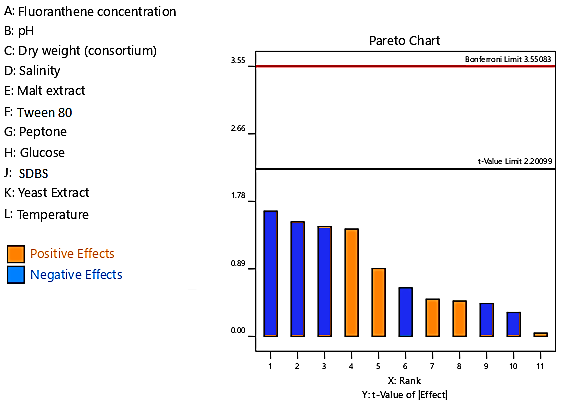 A: Fluoranthene concentration
B: pH
C: Dry weight (consortium)
D: Salinity
E: Malt extract
F: Tween 80
G: Peptone
H: Glucose
J: SDBS
K: Yeast Extract
L: Temperature
Positive Effects
Negative Effects
Pareto Chart
3.55
Bonferroni Limit 3.55083
2.66
t-Value Limit 2.20099
1.78
0.89
0.00
1 2 3 4 5 6 7 8 9 10 11
X: Rank
Y: t-Value of |Effect|